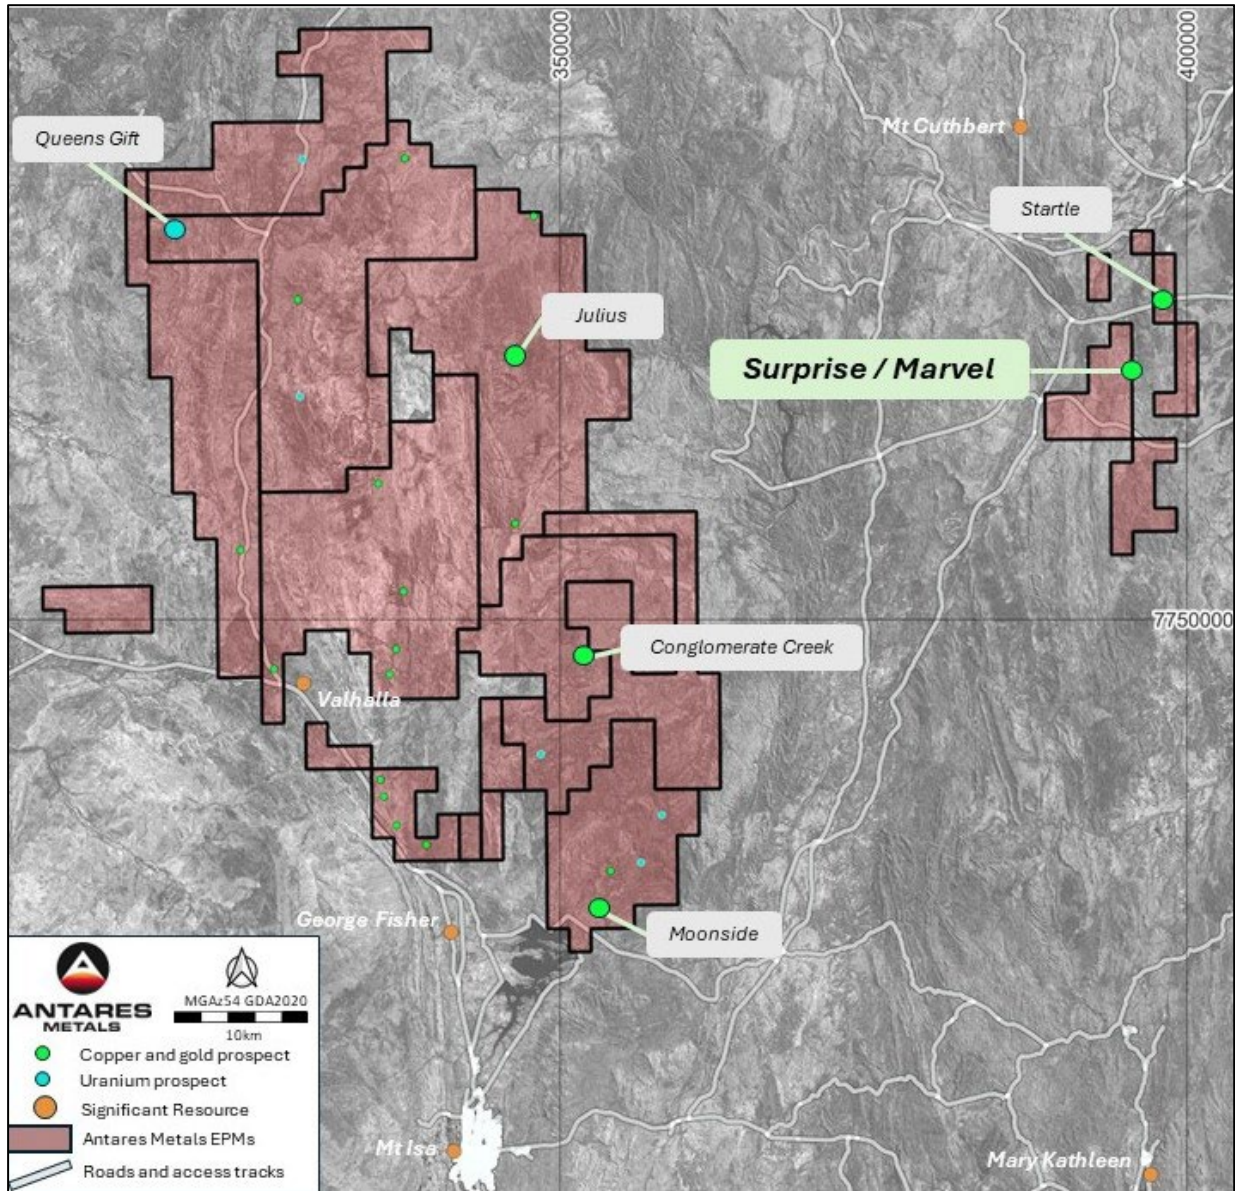 350000
400000
Mt Cuthbert
Queens Gift
Startle
Julius
Surprise / Marvel
7750000
Conglomerate Creek
Valhalla
George Fisher
Moonside
ANTARES
METALS
MGAz54 GDA2020
10km
Copper and gold prospect
Uranium prospect
Significant Resource
Antares Metals EPMs
Roads and access tracks
Mt Isa
Mary Kathleen